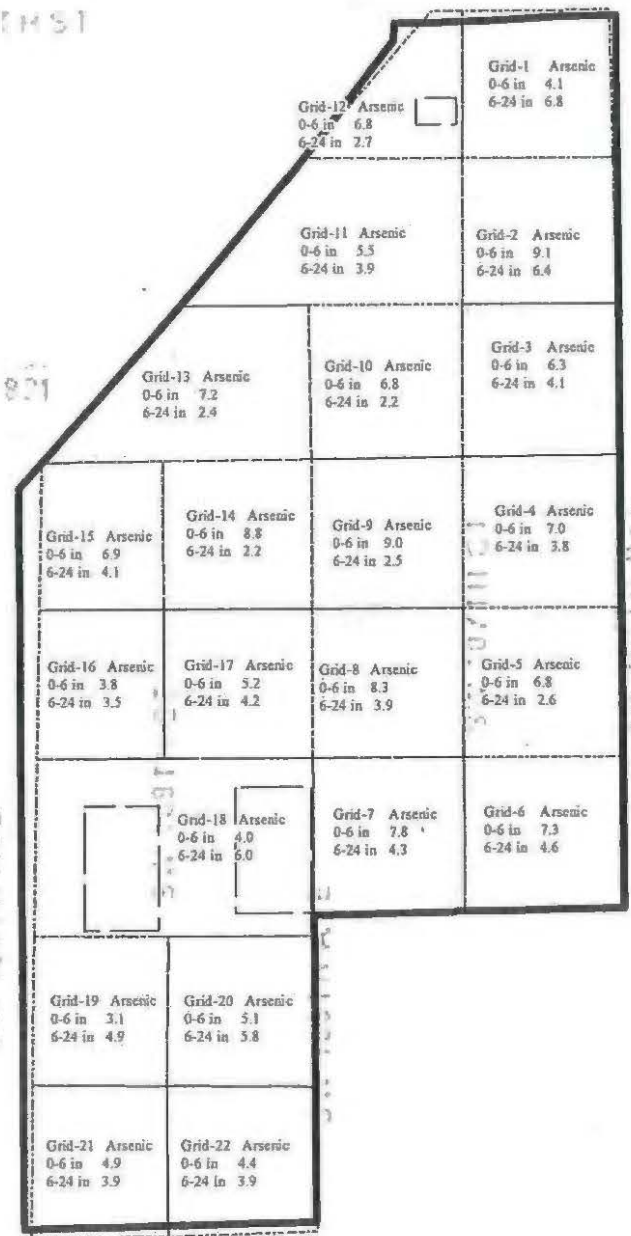 Grid-1 Arsenic
0-6 in 4.1
6-24 in 6.8
Grid-12 Arsenic
0-6 in 6.8
6-24 in 2.7
Grid-11 Arsenic
0-6 in 5.5
6-24 in 3.9
Grid-2 Arsenic
0-6 in 9.1
6-24 in 6.4
Grid-13 Arsenic
0-6 in 7.2
6-24 in 2.4
Grid-10 Arsenic
0-6 in 6.8
6-24 in 2.2
Grid-3 Arsenic
0-6 in 6.3
6-24 in 4.1
821
Grid-15 Arsenic
0-6 in 6.9
6-24 in 4.1
Grid-14 Arsenic
0-6 in 8.8
6-24 in 2.2
Grid-9 Arsenic
0-6 in 9.0
6-24 in 2.5
Grid-4 Arsenic
0-6 in 7.0
6-24 in 3.8
Grid-16 Arsenic
0-6 in 3.8
6-24 in 3.5
Grid-17 Arsenic
0-6 in 5.2
6-24 in 4.2
Grid-8 Arsenic
0-6 in 8.3
6-24 in 3.9
Grid-5 Arsenic
0-6 in 6.8
6-24 in 2.6
Grid-18 Arsenic
0-6 in 4.0
6-24 in 6.0
Grid-7 Arsenic
0-6 in 7.8
6-24 in 4.3
Grid-6 Arsenic
0-6 in 7.3
6-24 in 4.6
Grid-19 Arsenic
0-6 in 3.1
6-24 in 4.9
Grid-20 Arsenic
0-6 in 5.1
6-24 in 5.8
Grid-21 Arsenic
0-6 in 4.9
6-24 in 3.9
Grid-22 Arsenic
0-6 in 4.4
6-24 in 3.9